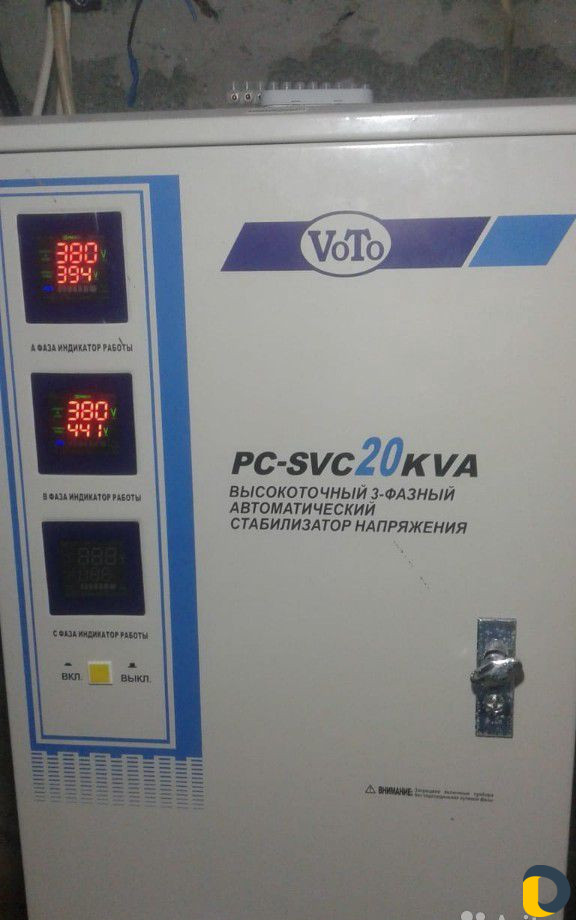 VoTo
380 V
394 V
А ФАЗА ИНДИКАТОР РАБОТЫ
380 V
441 V
В ФАЗА ИНДИКАТОР РАБОТЫ
PC-SVC20KVA
ВЫСОКОТОЧНЫЙ 3-ФАЗНЫЙ
АВТОМАТИЧЕСКИЙ
СТАБИЛИЗАТОР НАПРЯЖЕНИЯ
С ФАЗА ИНДИКАТОР РАБОТЫ
ВКЛ. ВЫКЛ.
ВНИМАНИЕ: